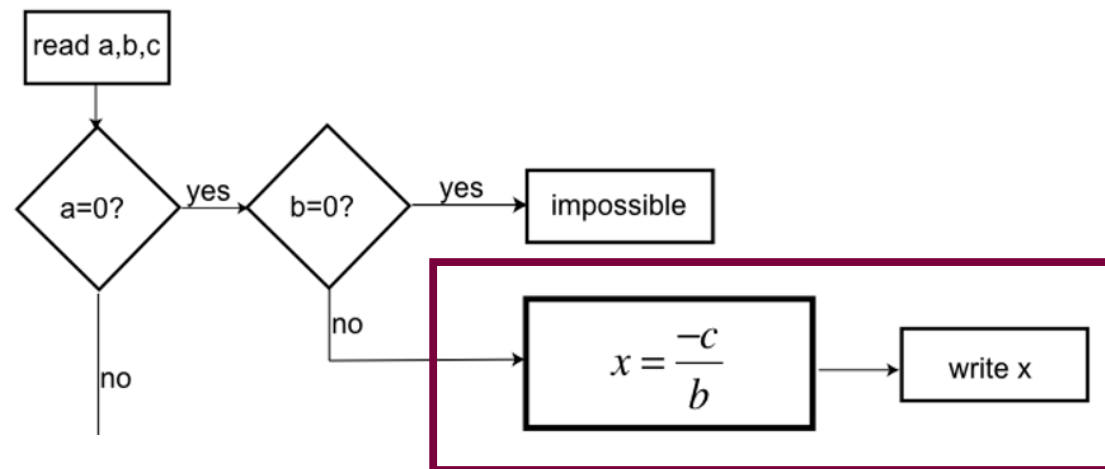 read a,b,c
a=0?
yes
b=0?
yes
impossible
no
x = -c/b
write x
no